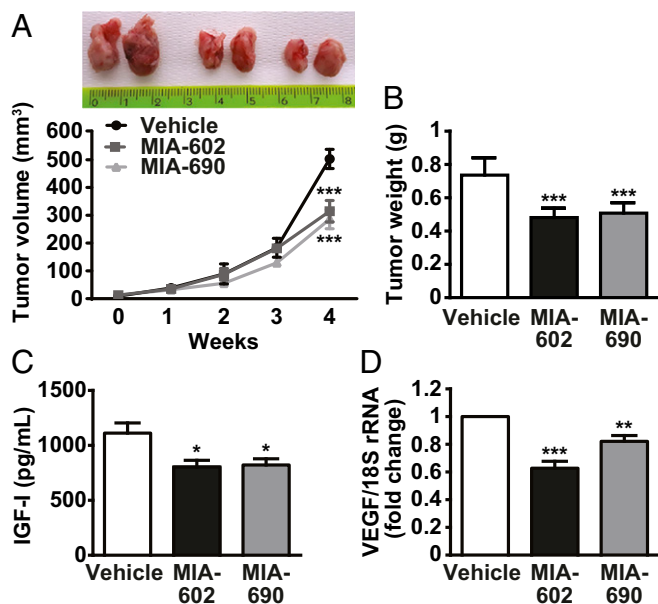 A
0 1 2 3 4 5 6 7 8
Tumor volume (mm³)
600
500
400
300
200
100
0
Vehicle
MIA-602
MIA-690
***
***
0 1 2 3 4
Weeks
B
Tumor weight (g)
1.0
0.8
0.6
0.4
0.2
0
***
***
Vehicle MIA-602 MIA-690
C
IGF-I (pg/mL)
1500
1000
500
0
*
*
Vehicle MIA-602 MIA-690
D
VEGF/18S rRNA
(fold change)
1.2
1
0.8
0.6
0.4
0.2
0
***
**
Vehicle MIA-602 MIA-690